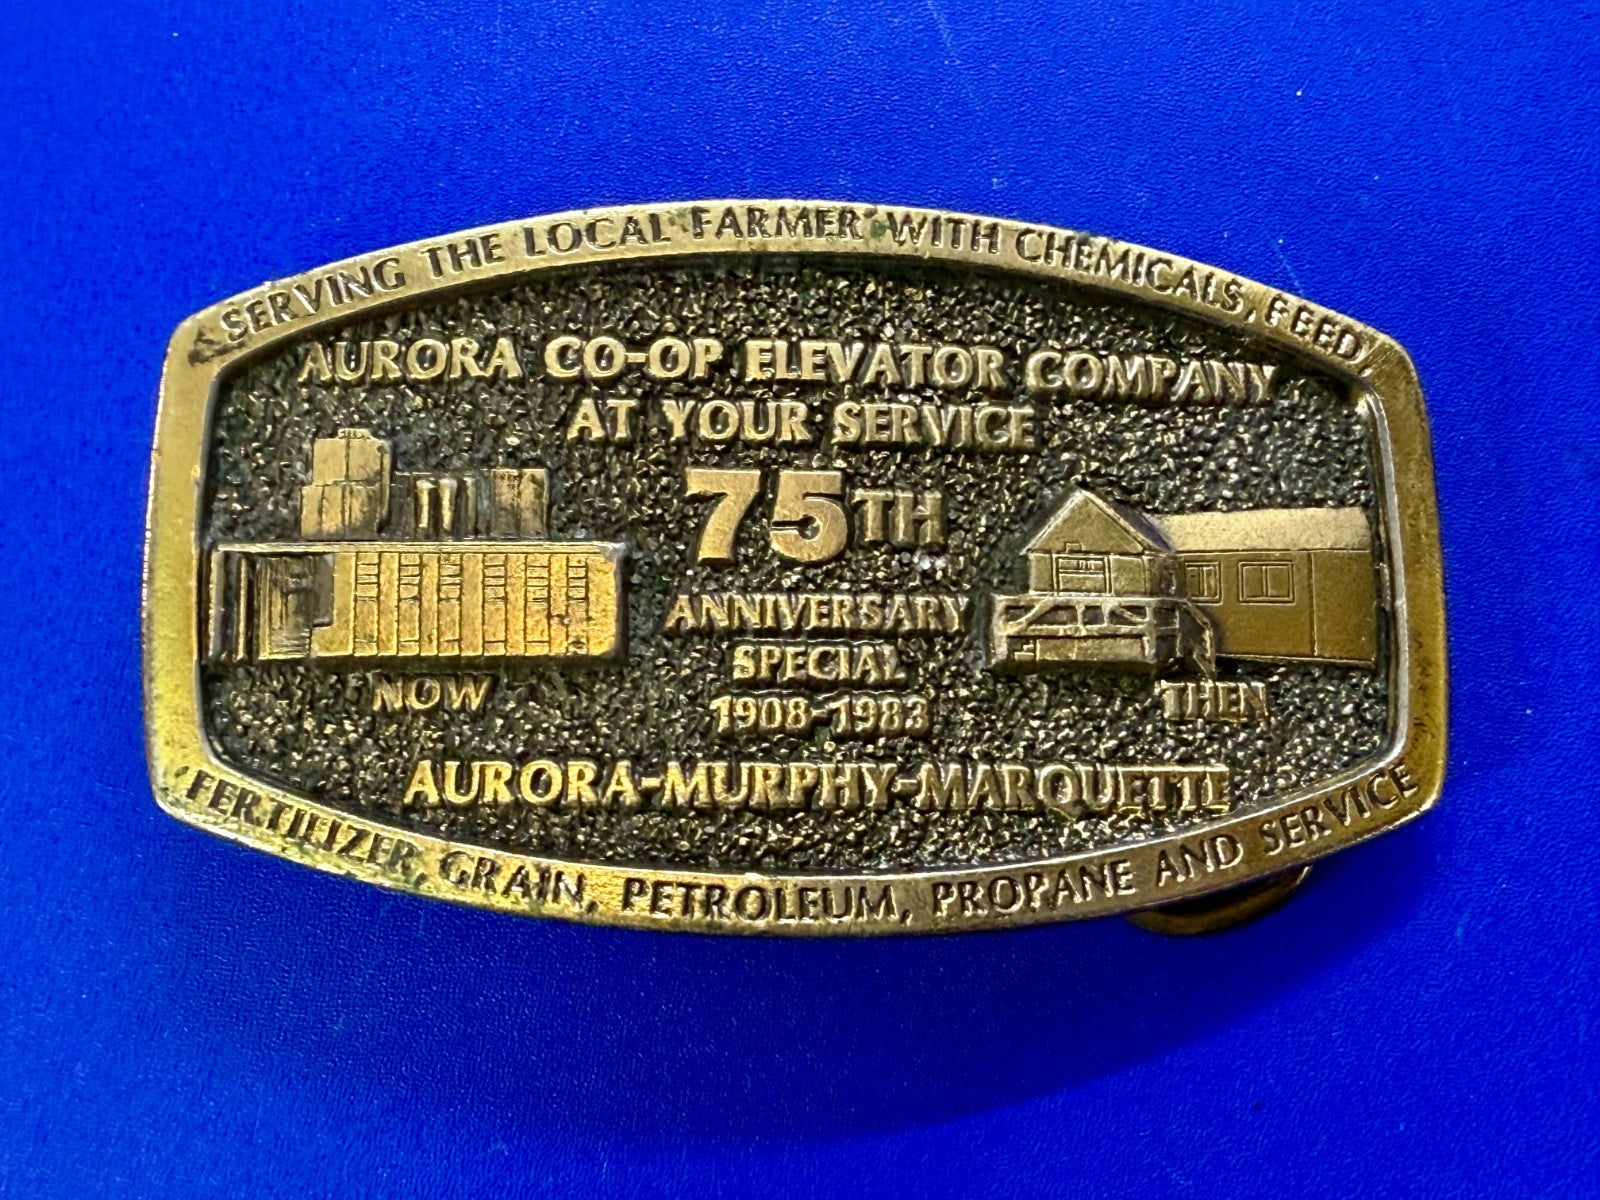 SERVING THE LOCAL FARMER WITH CHEMICALS, FEED,
AURORA CO-OP ELEVATOR COMPANY
AT YOUR SERVICE
75TH
ANNIVERSARY
SPECIAL
1908-1983
NOW
THEN
AURORA-MURPHY-MARQUETTE
FERTILIZER, GRAIN, PETROLEUM, PROPANE AND SERVICE